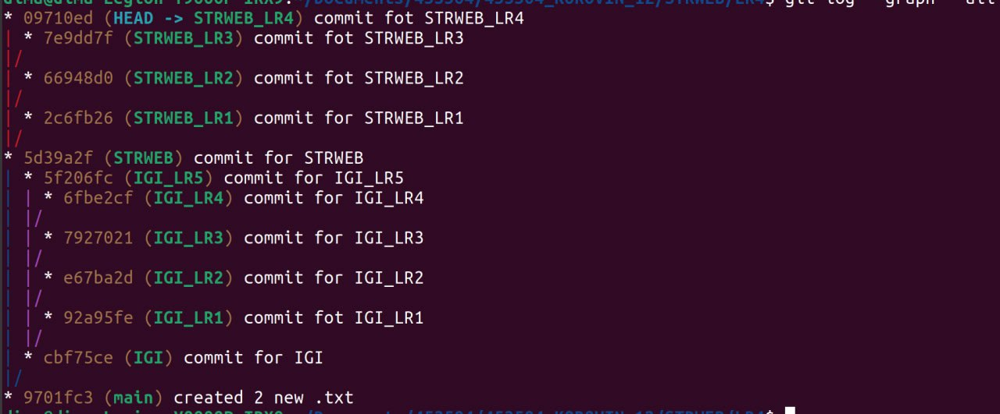 * 09710ed (HEAD -> STRWEB_LR4) commit fot STRWEB_LR4
| * 7e9dd7f (STRWEB_LR3) commit fot STRWEB_LR3
|/
| * 66948d0 (STRWEB_LR2) commit fot STRWEB_LR2
|/
| * 2c6fb26 (STRWEB_LR1) commit for STRWEB_LR1
|/
* 5d39a2f (STRWEB) commit for STRWEB
| * 5f206fc (IGI_LR5) commit for IGI_LR5
| | * 6fbe2cf (IGI_LR4) commit for IGI_LR4
| |/
| | * 7927021 (IGI_LR3) commit for IGI_LR3
| |/
| | * e67ba2d (IGI_LR2) commit for IGI_LR2
| |/
| | * 92a95fe (IGI_LR1) commit fot IGI_LR1
| |/
| * cbf75ce (IGI) commit for IGI
|/
* 9701fc3 (main) created 2 new .txt